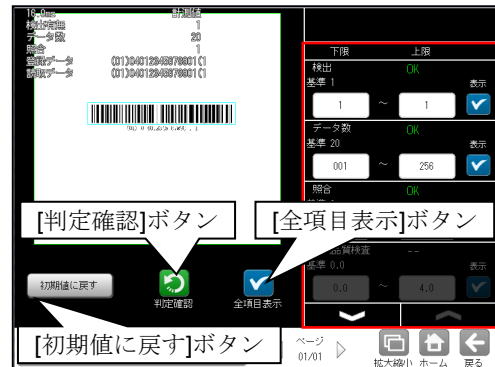 16.0ms 計測値
検出有無 1
データ数 20
照合 1
登録データ (01)04012345678901(1
読取データ (01)04012345678901(1
下限 上限
検出 OK
基準 1 表示
1 ~ 1
データ数 OK
基準 20 表示
001 ~ 256
照合 OK
[判定確認]ボタン
[全項目表示]ボタン
品質検査 --
基準 0.0 表示
0.0 ~ 4.0
初期値に戻す
判定確認
全項目表示
[初期値に戻す]ボタン
ページ
01/01
拡大縮小 ホーム 戻る